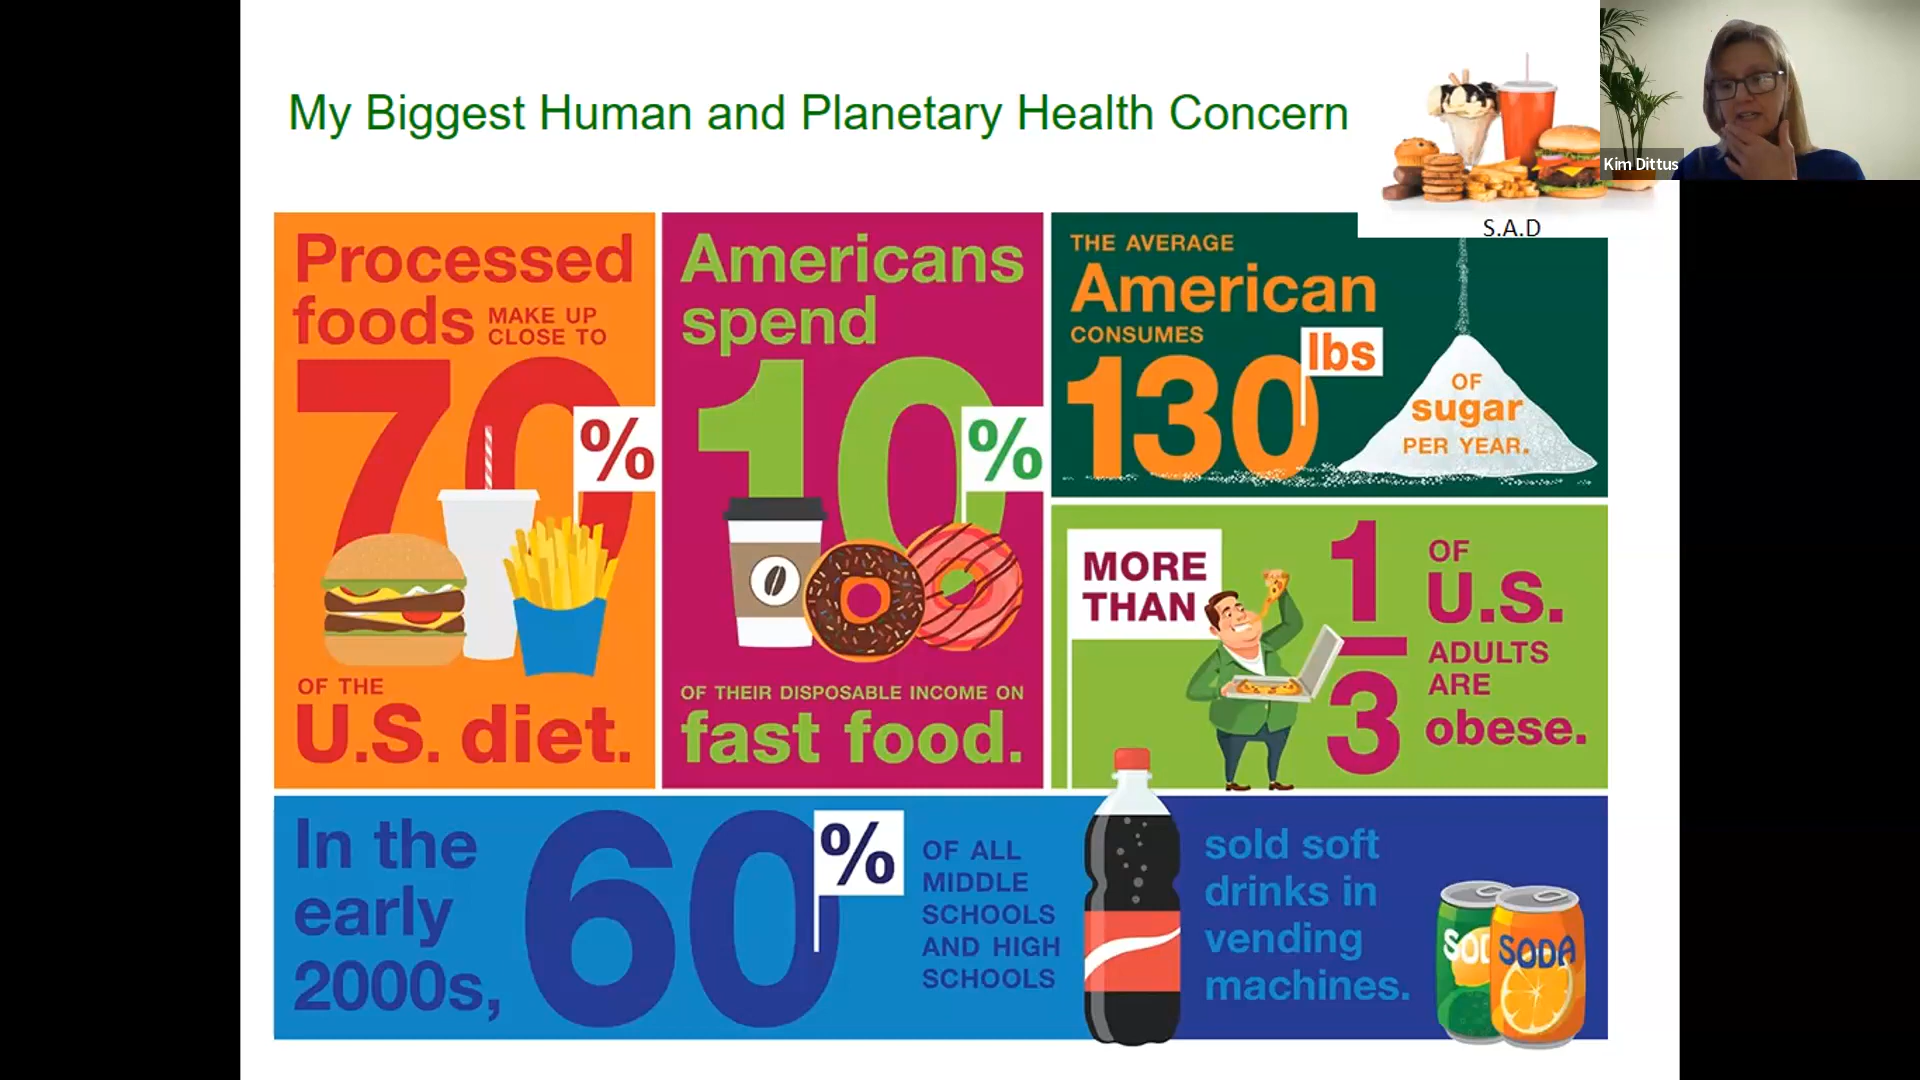 My Biggest Human and Planetary Health Concern
Kim Dittus
S.A.D
Processed
foods MAKE UP
CLOSE TO
70%
OF THE
U.S. diet.
Americans
spend
10%
OF THEIR DISPOSABLE INCOME ON
fast food.
THE AVERAGE
American
CONSUMES
130 lbs
OF
sugar
PER YEAR.
MORE
THAN
1
3
OF
U.S.
ADULTS
ARE
obese.
In the
early
2000s,
60%
OF ALL
MIDDLE
SCHOOLS
AND HIGH
SCHOOLS
sold soft
drinks in
vending
machines.
SOD
SODA